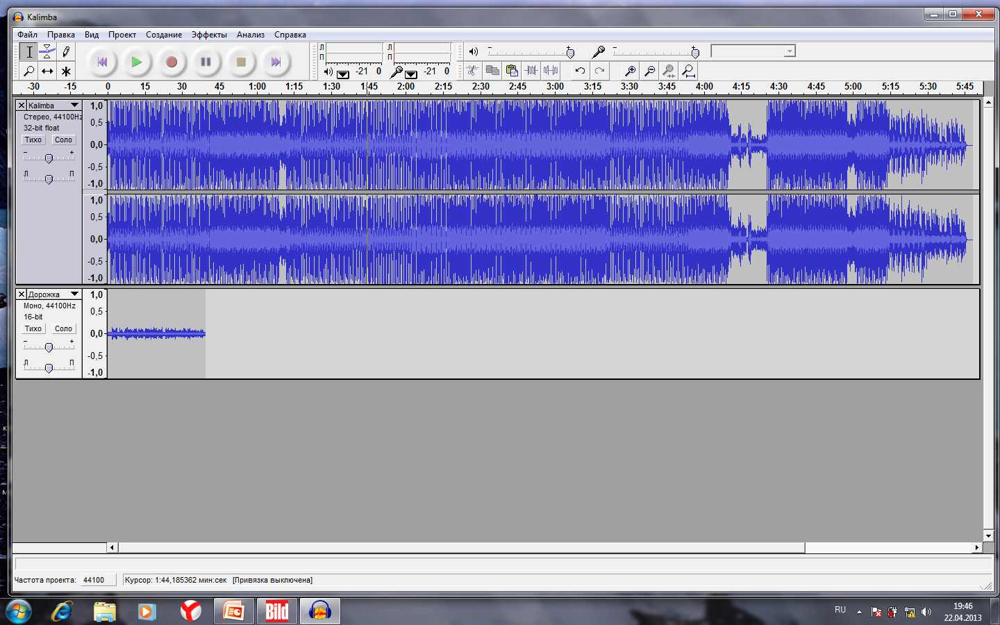 Kalimba
Файл Правка Вид Проект Создание Эффекты Анализ Справка
Л
П
Л
П
-21 0 -21 0
-30 -15 0 15 30 45 1:00 1:15 1:30 1:45 2:00 2:15 2:30 2:45 3:00 3:15 3:30 3:45 4:00 4:15 4:30 4:45 5:00 5:15 5:30 5:45
Kalimba
Стерео, 44100Hz
32-bit float
Тихо Соло
- +
Л П
1,0
0,5
0,0
-0,5
-1,0
1,0
0,5
0,0
-0,5
-1,0
Дорожка
Моно, 44100Hz
16-bit
Тихо Соло
- +
Л П
1,0
0,5
0,0
-0,5
-1,0
Частота проекта: 44100 Курсор: 1:44,185362 мин:сек [Привязка выключена]
Bild
RU
19:46
22.04.2013